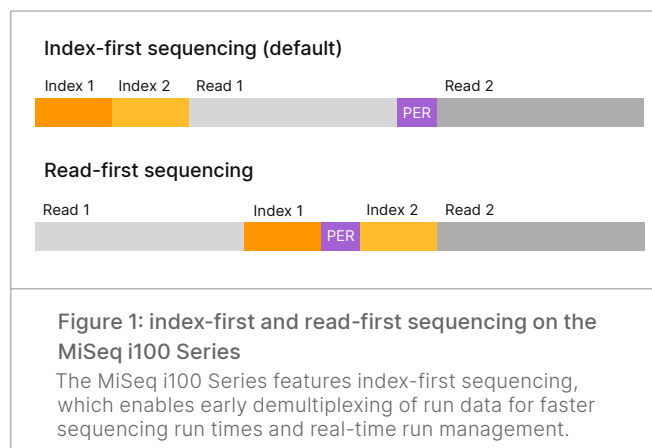 Index-first sequencing (default)
Index 1 Index 2 Read 1 Read 2
PER
Read-first sequencing
Read 1 Index 1 Index 2 Read 2
PER
Figure 1: index-first and read-first sequencing on the
MiSeq i100 Series
The MiSeq i100 Series features index-first sequencing,
which enables early demultiplexing of run data for faster
sequencing run times and real-time run management.